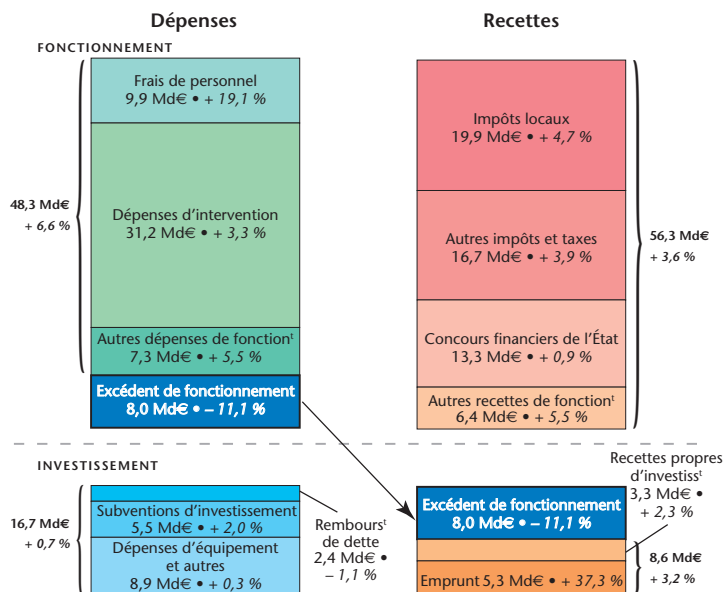 Dépenses
Recettes
FONCTIONNEMENT
Frais de personnel
9,9 Md€ • + 19,1 %
Dépenses d'intervention
31,2 Md€ • + 3,3 %
Autres dépenses de fonctionᵗ
7,3 Md€ • + 5,5 %
Excédent de fonctionnement
8,0 Md€ • – 11,1 %
48,3 Md€
+ 6,6 %
Impôts locaux
19,9 Md€ • + 4,7 %
Autres impôts et taxes
16,7 Md€ • + 3,9 %
Concours financiers de l'État
13,3 Md€ • + 0,9 %
Autres recettes de fonctionᵗ
6,4 Md€ • + 5,5 %
56,3 Md€
+ 3,6 %
INVESTISSEMENT
Subventions d'investissement
5,5 Md€ • + 2,0 %
Dépenses d'équipement
et autres
8,9 Md€ • + 0,3 %
16,7 Md€
+ 0,7 %
Remboursᵗ
de dette
2,4 Md€ •
– 1,1 %
Excédent de fonctionnement
8,0 Md€ • – 11,1 %
Emprunt 5,3 Md€ • + 37,3 %
Recettes propres
d'investissᵗ
3,3 Md€ •
+ 2,3 %
8,6 Md€
+ 3,2 %